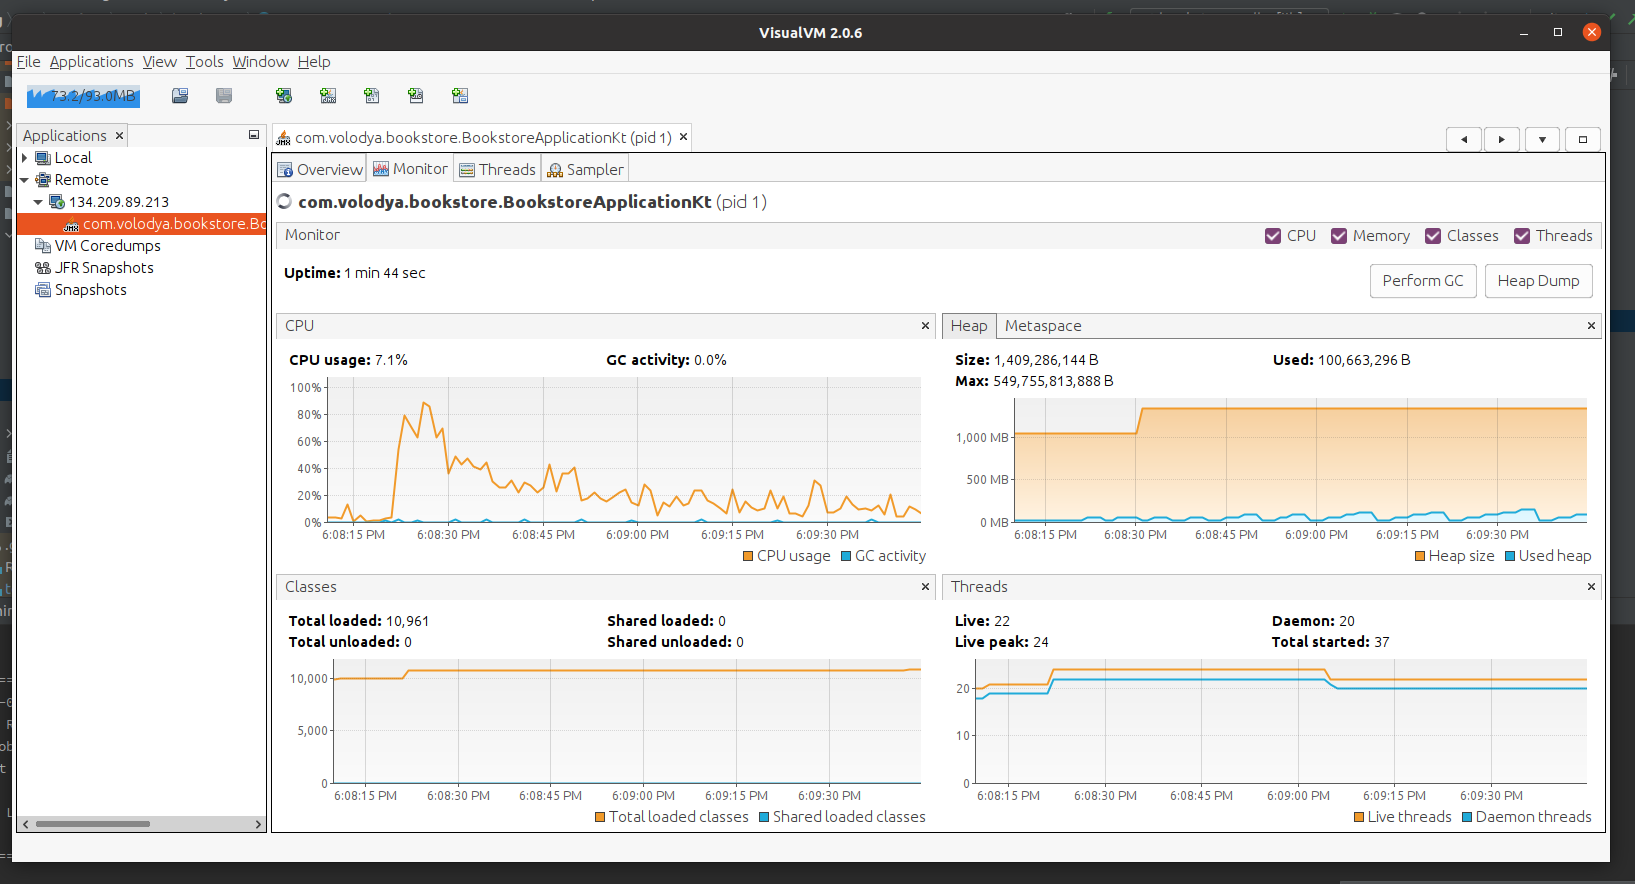 VisualVM 2.0.6
File Applications View Tools Window Help
73.2/93.0MB
Applications
com.volodya.bookstore.BookstoreApplicationKt (pid 1)
Local
Remote
134.209.89.213
com.volodya.bookstore.Bo
VM Coredumps
JFR Snapshots
Snapshots
Overview Monitor Threads Sampler
com.volodya.bookstore.BookstoreApplicationKt (pid 1)
Monitor CPU Memory Classes Threads
Uptime: 1 min 44 sec
Perform GC Heap Dump
CPU
CPU usage: 7.1% GC activity: 0.0%
100%
80%
60%
40%
20%
0%
6:08:15 PM 6:08:30 PM 6:08:45 PM 6:09:00 PM 6:09:15 PM 6:09:30 PM
CPU usage GC activity
Heap Metaspace
Size: 1,409,286,144 B Used: 100,663,296 B
Max: 549,755,813,888 B
1,000 MB
500 MB
0 MB
6:08:15 PM 6:08:30 PM 6:08:45 PM 6:09:00 PM 6:09:15 PM 6:09:30 PM
Heap size Used heap
Classes
Total loaded: 10,961 Shared loaded: 0
Total unloaded: 0 Shared unloaded: 0
10,000
5,000
0
6:08:15 PM 6:08:30 PM 6:08:45 PM 6:09:00 PM 6:09:15 PM 6:09:30 PM
Total loaded classes Shared loaded classes
Threads
Live: 22 Daemon: 20
Live peak: 24 Total started: 37
20
10
0
6:08:15 PM 6:08:30 PM 6:08:45 PM 6:09:00 PM 6:09:15 PM 6:09:30 PM
Live threads Daemon threads